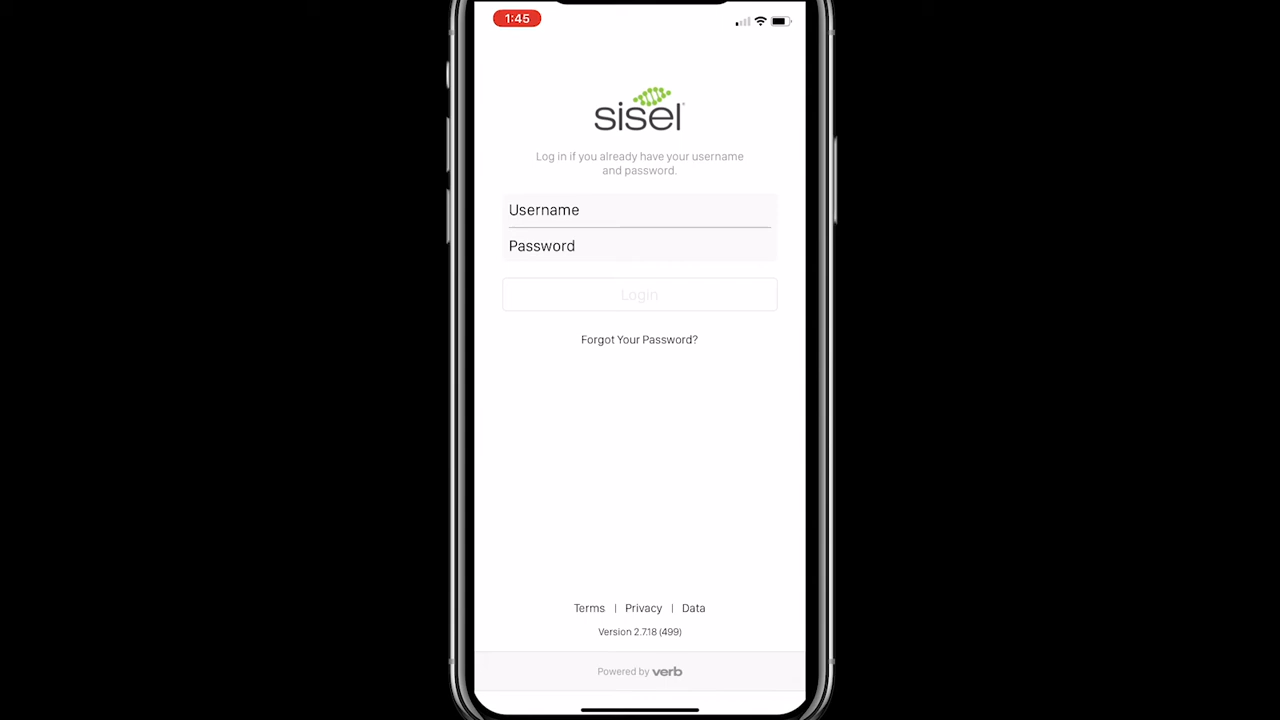 1:45
sisel
Log in if you already have your username
and password.
Username
Password
Login
Forgot Your Password?
Terms | Privacy | Data
Version 2.7.18 (499)
Powered by verb